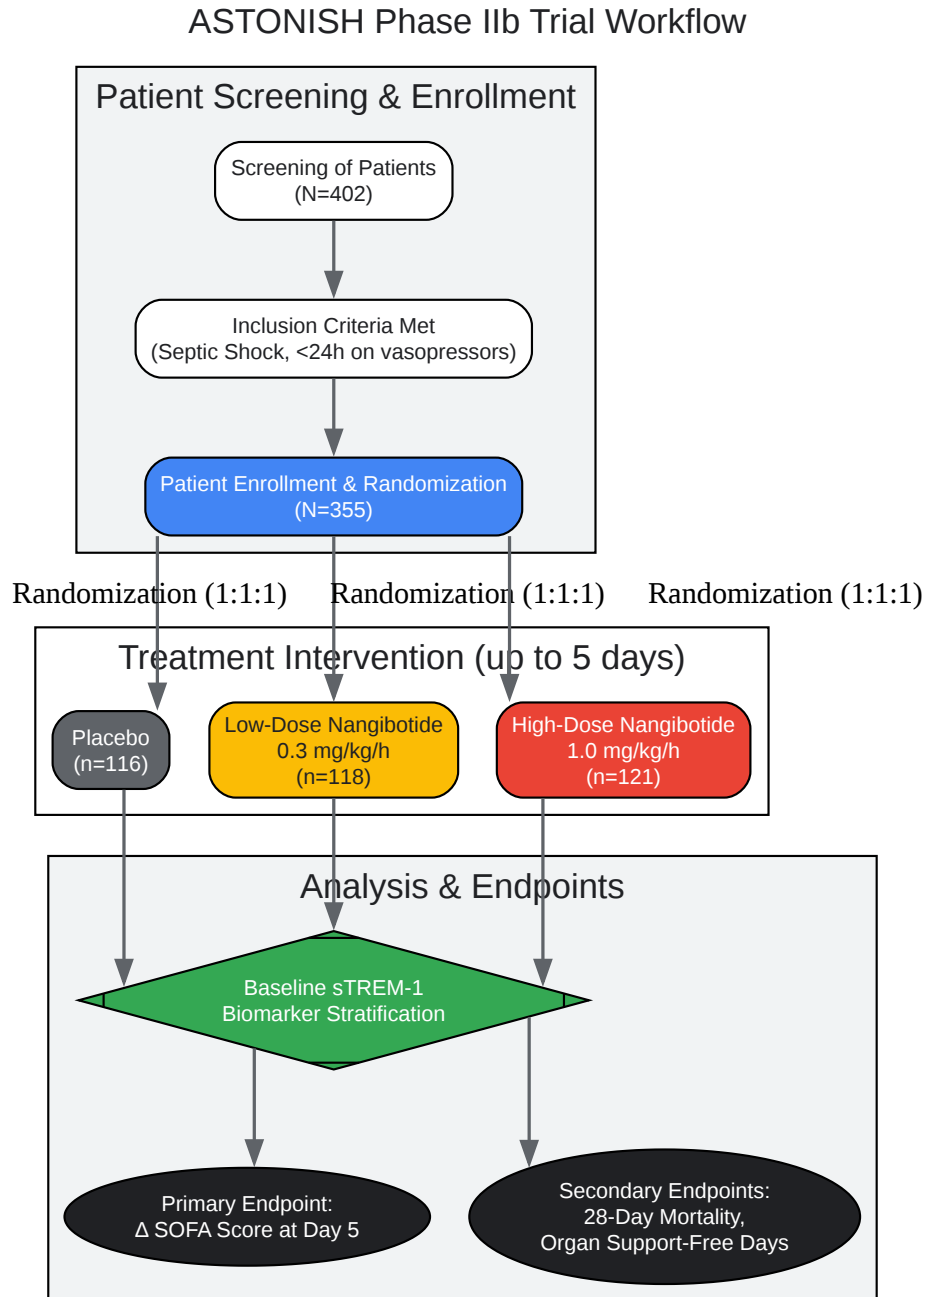 ASTONISH Phase IIb Trial Workflow
Patient Screening & Enrollment
Screening of Patients
(N=402)
Inclusion Criteria Met
(Septic Shock, <24h on vasopressors)
Patient Enrollment & Randomization
(N=355)
Randomization (1:1:1)
Randomization (1:1:1)
Randomization (1:1:1)
Treatment Intervention (up to 5 days)
Placebo
(n=116)
Low-Dose Nangibotide
0.3 mg/kg/h
(n=118)
High-Dose Nangibotide
1.0 mg/kg/h
(n=121)
Analysis & Endpoints
Baseline sTREM-1
Biomarker Stratification
Primary Endpoint:
Δ SOFA Score at Day 5
Secondary Endpoints:
28-Day Mortality,
Organ Support-Free Days